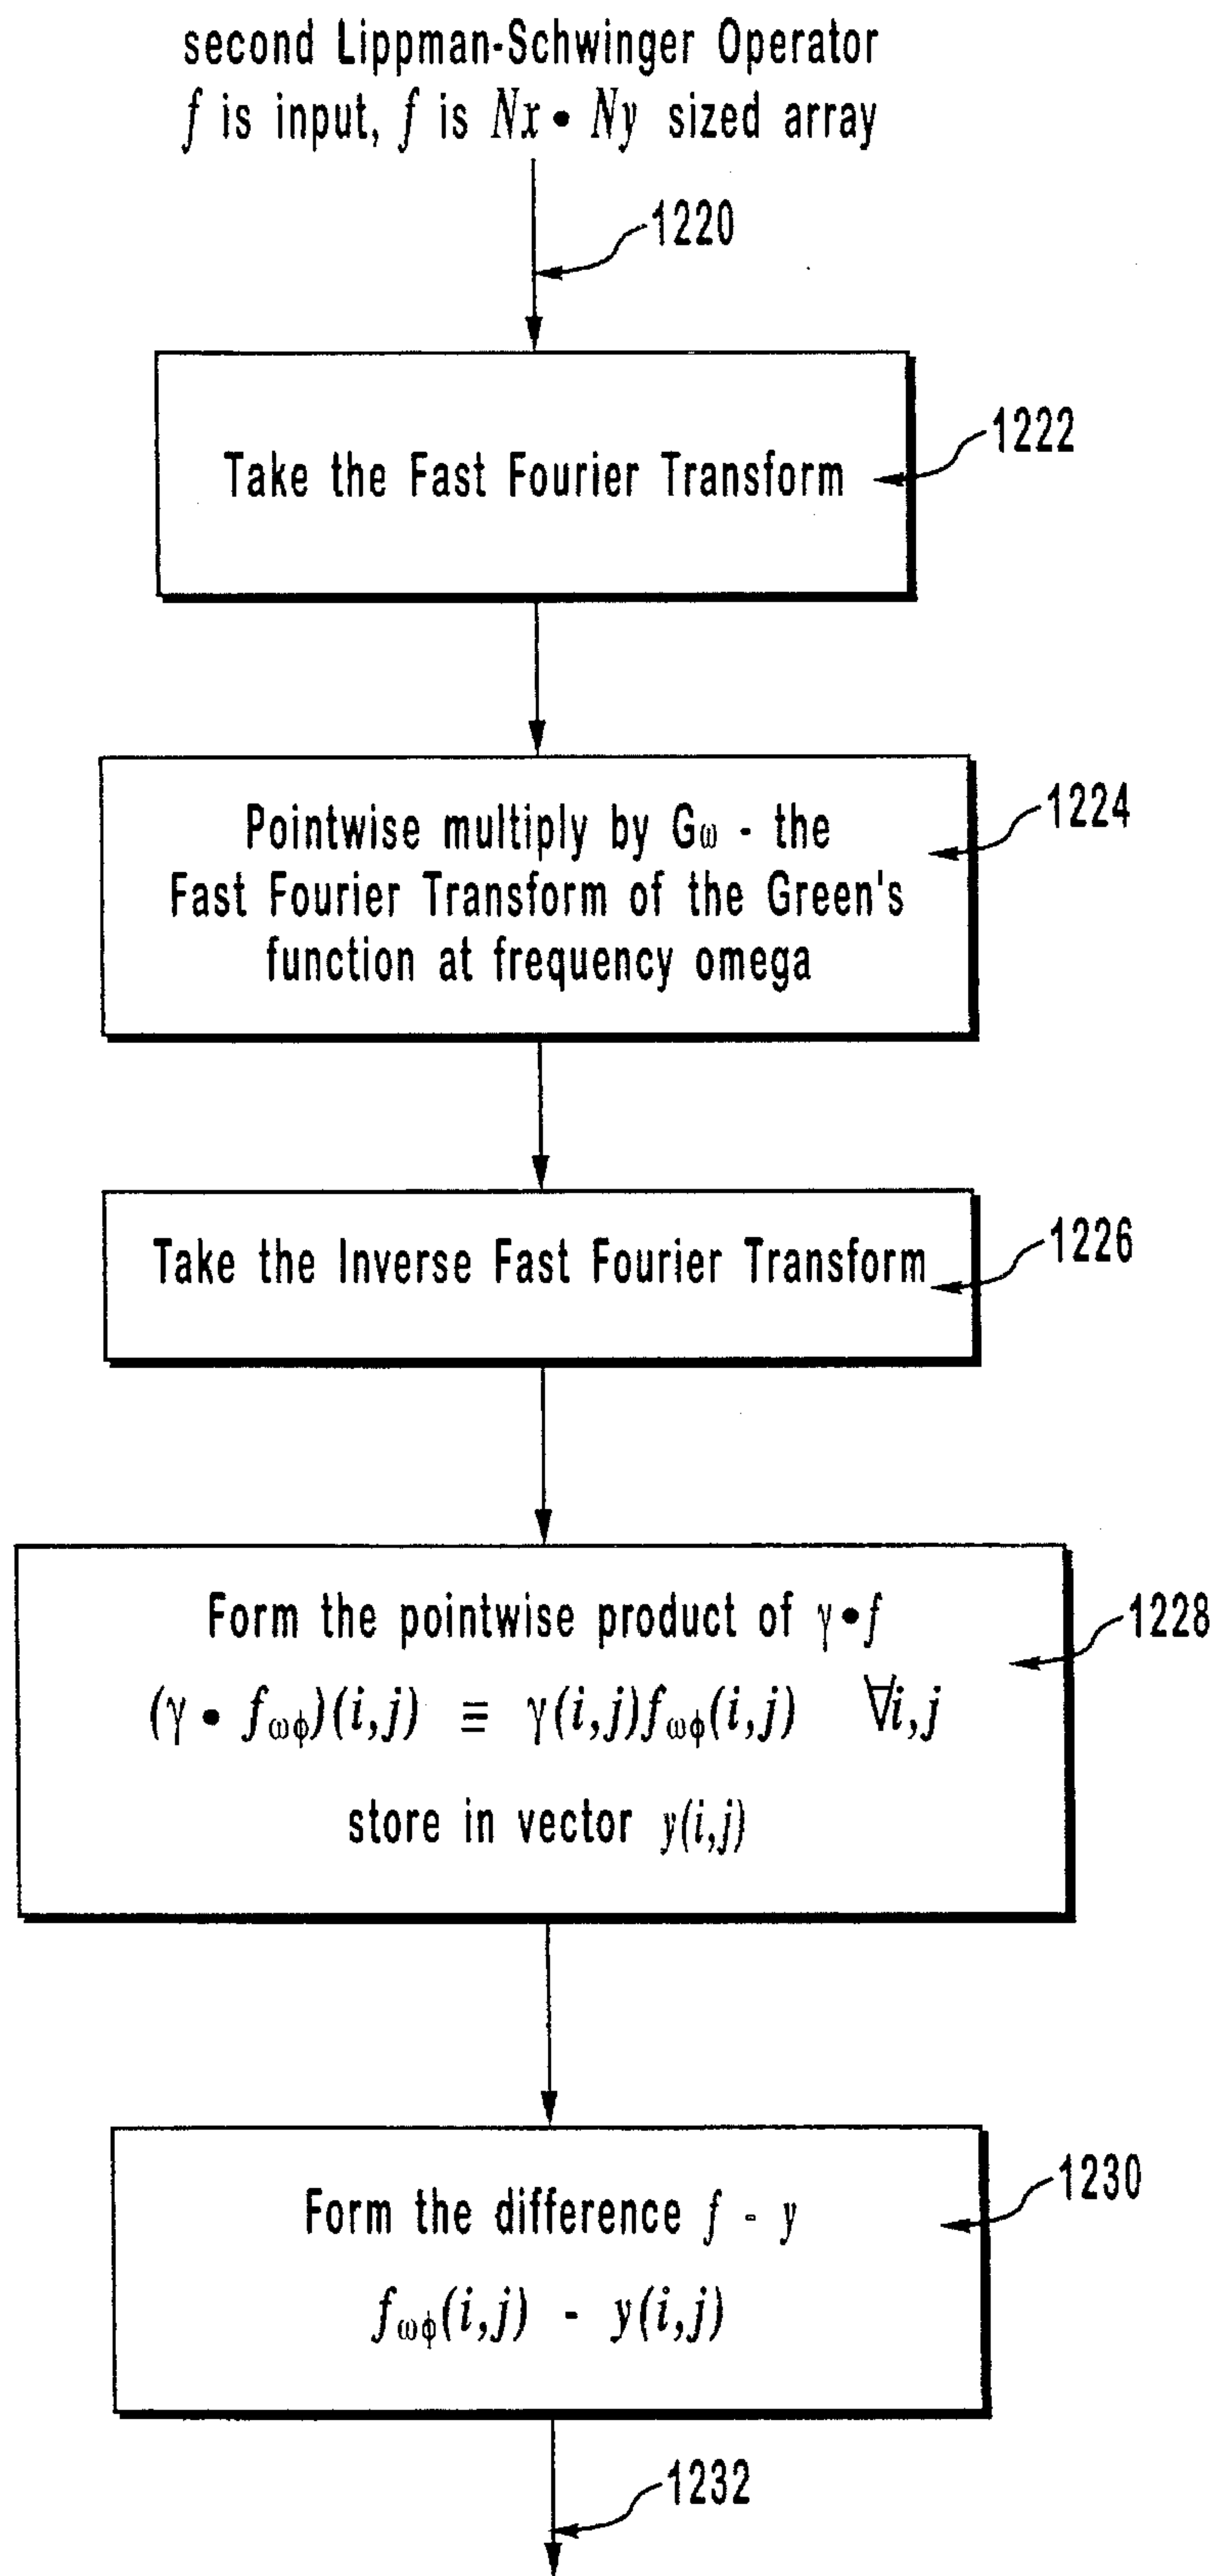 second Lippman-Schwinger Operator
f is input, f is Nx • Ny sized array
1220
Take the Fast Fourier Transform
1222
Pointwise multiply by Gω - the
Fast Fourier Transform of the Green's
function at frequency omega
1224
Take the Inverse Fast Fourier Transform
1226
Form the pointwise product of γ•f
(γ • fωϕ)(i,j) ≡ γ(i,j)fωϕ(i,j) ∀i,j
store in vector y(i,j)
1228
Form the difference f - y
fωϕ(i,j) - y(i,j)
1230
1232